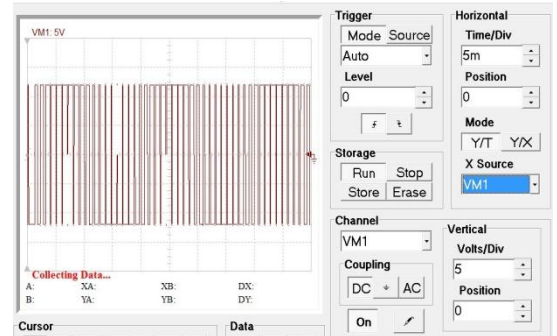 VM1: 5V
Collecting Data...
A: XA: XB: DX:
B: YA: YB: DY:
Cursor
Data
Trigger
Mode Source
Auto
Level
0
Storage
Run Stop
Store Erase
Channel
VM1
Coupling
DC AC
On
Horizontal
Time/Div
5m
Position
0
Mode
Y/T Y/X
X Source
VM1
Vertical
Volts/Div
5
Position
0